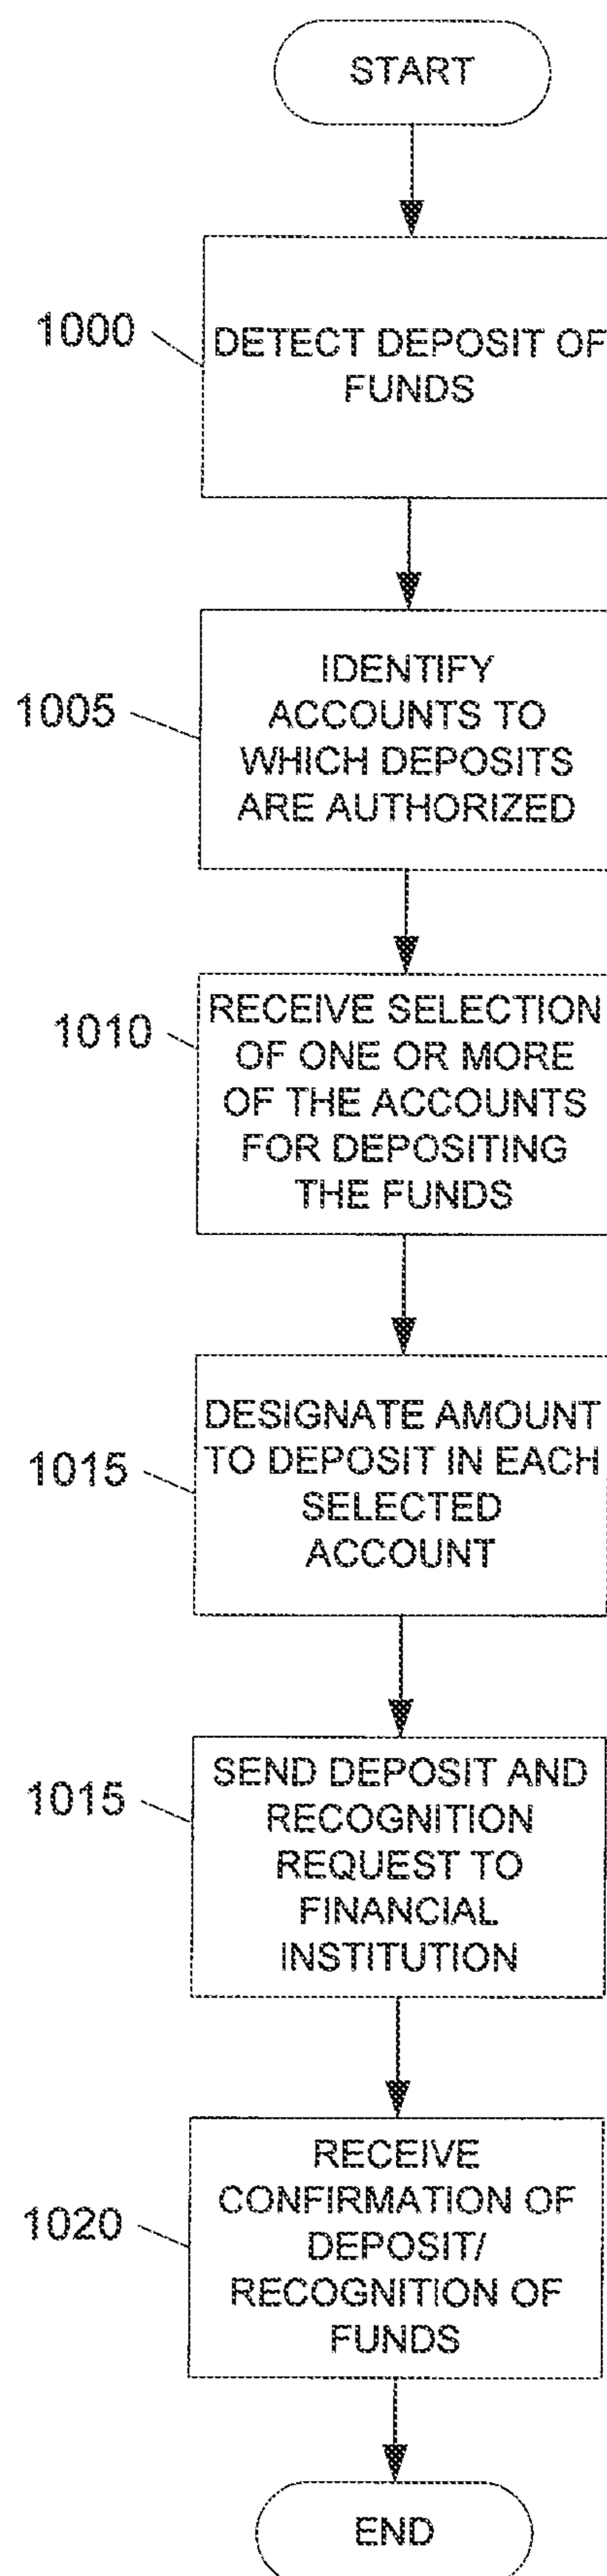 START
1000
DETECT DEPOSIT OF
FUNDS
1005
IDENTIFY
ACCOUNTS TO
WHICH DEPOSITS
ARE AUTHORIZED
1010
RECEIVE SELECTION
OF ONE OR MORE
OF THE ACCOUNTS
FOR DEPOSITING
THE FUNDS
1015
DESIGNATE AMOUNT
TO DEPOSIT IN EACH
SELECTED
ACCOUNT
1015
SEND DEPOSIT AND
RECOGNITION
REQUEST TO
FINANCIAL
INSTITUTION
1020
RECEIVE
CONFIRMATION OF
DEPOSIT/
RECOGNITION OF
FUNDS
END